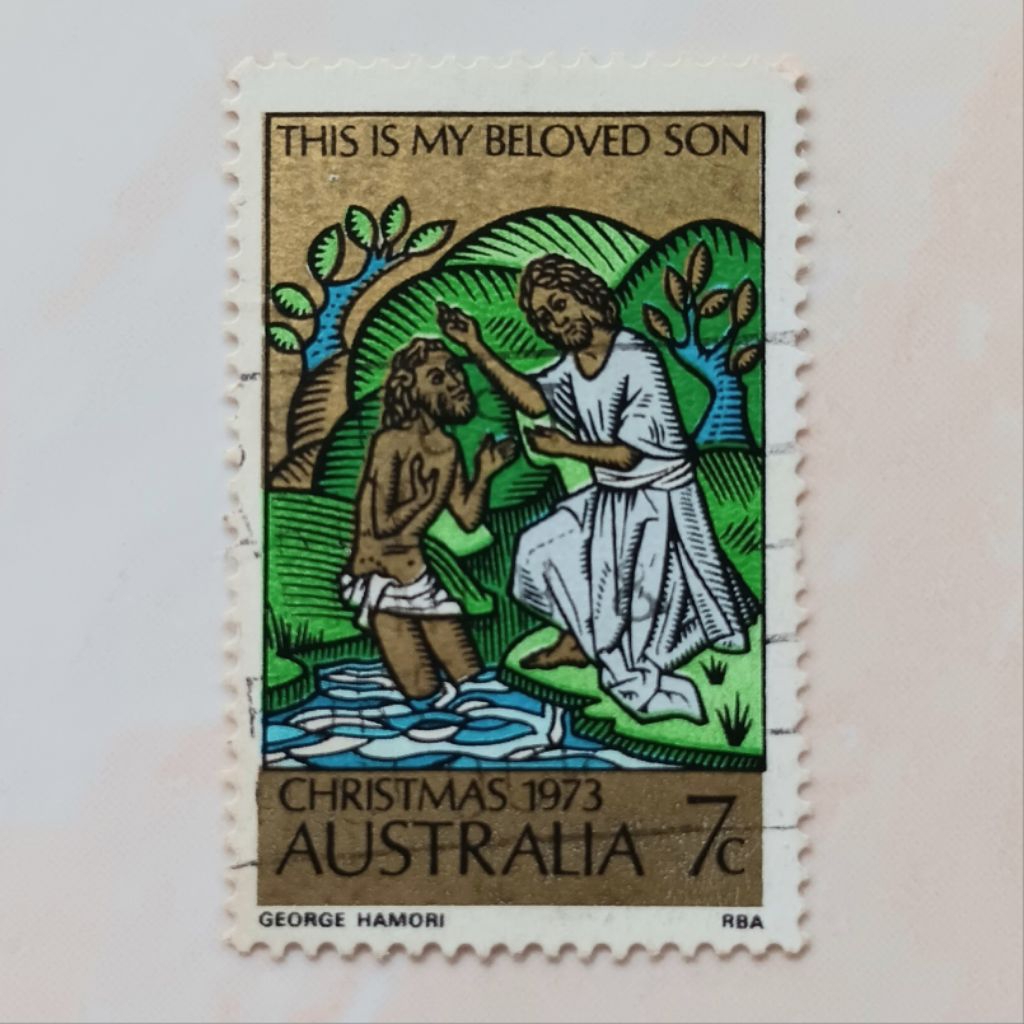 THIS IS MY BELOVED SON
CHRISTMAS 1973
AUSTRALIA 7c
GEORGE HAMORI RBA